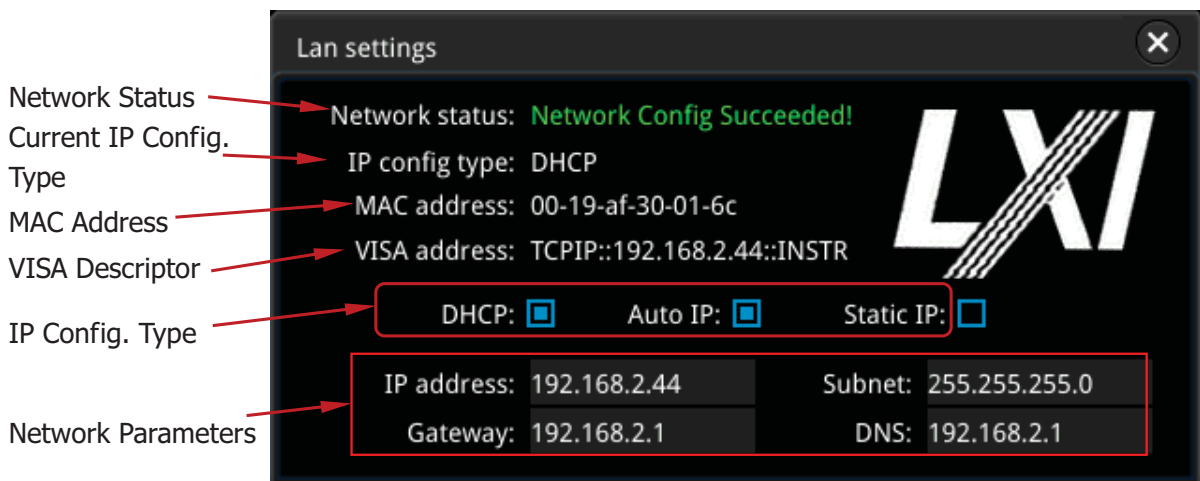 Lan settings
Network Status
Network status: Network Config Succeeded!
Current IP Config.
Type
IP config type: DHCP
MAC Address
MAC address: 00-19-af-30-01-6c
VISA Descriptor
VISA address: TCPIP::192.168.2.44::INSTR
LXI
IP Config. Type
DHCP: Auto IP: Static IP:
Network Parameters
IP address: 192.168.2.44 Subnet: 255.255.255.0
Gateway: 192.168.2.1 DNS: 192.168.2.1